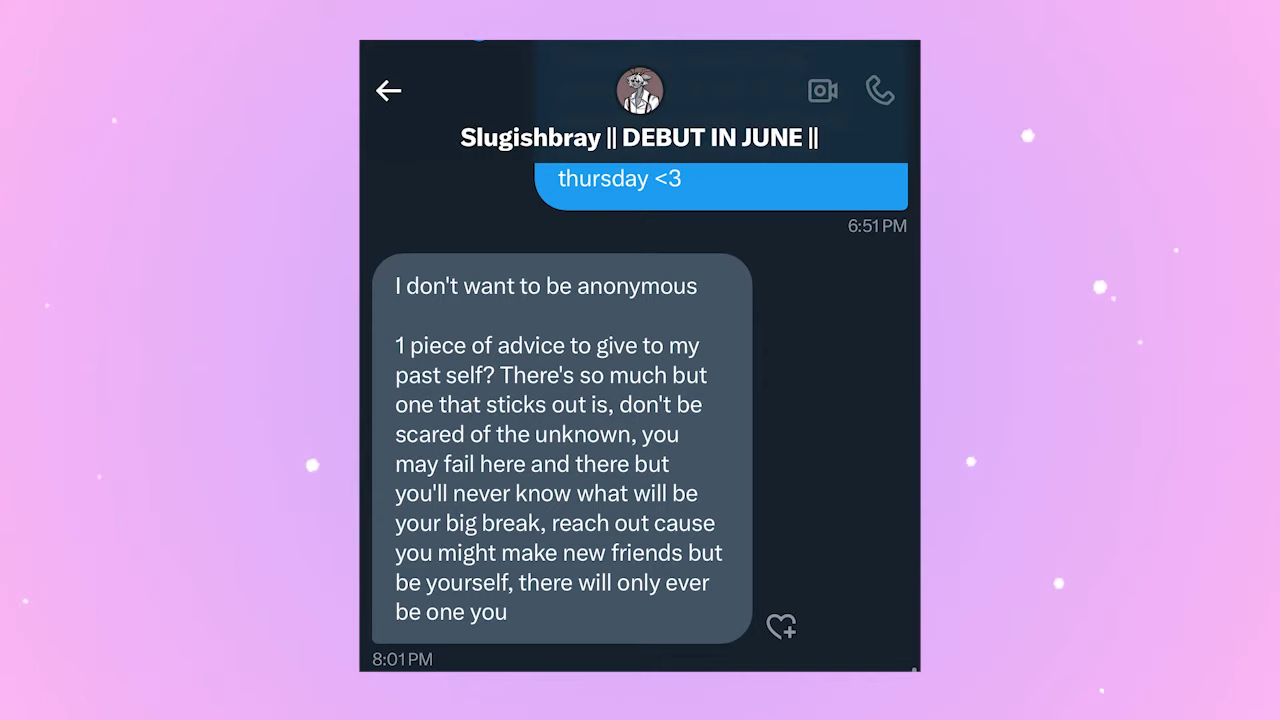 Slugishbray || DEBUT IN JUNE ||
thursday <3
6:51 PM
I don't want to be anonymous
1 piece of advice to give to my
past self? There's so much but
one that sticks out is, don't be
scared of the unknown, you
may fail here and there but
you'll never know what will be
your big break, reach out cause
you might make new friends but
be yourself, there will only ever
be one you
8:01 PM